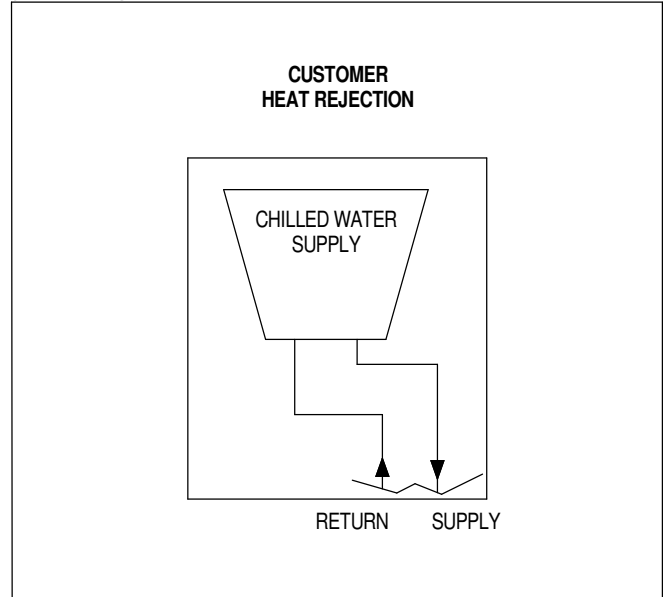 CUSTOMER
HEAT REJECTION
CHILLED WATER
SUPPLY
RETURN SUPPLY